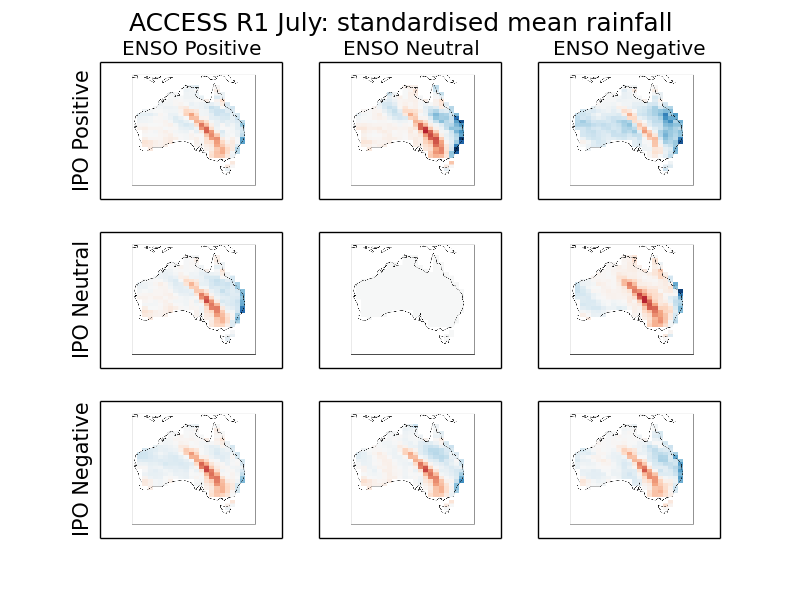 ACCESS R1 July: standardised mean rainfall
ENSO Positive
ENSO Neutral
ENSO Negative
IPO Positive
IPO Neutral
IPO Negative